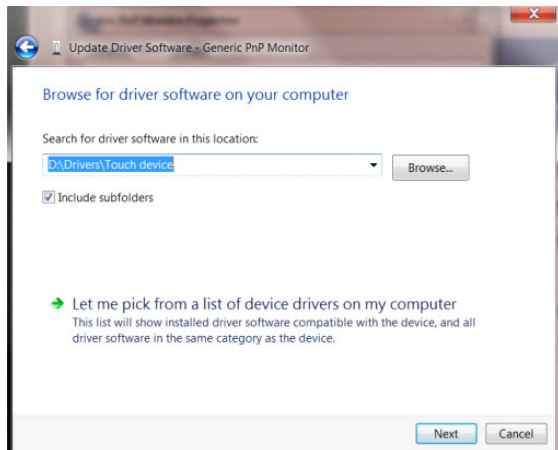 Update Driver Software - Generic PnP Monitor
Browse for driver software on your computer
Search for driver software in this location:
D:\Drivers\Touch device
Browse...
Include subfolders
Let me pick from a list of device drivers on my computer
This list will show installed driver software compatible with the device, and all
driver software in the same category as the device.
Next
Cancel